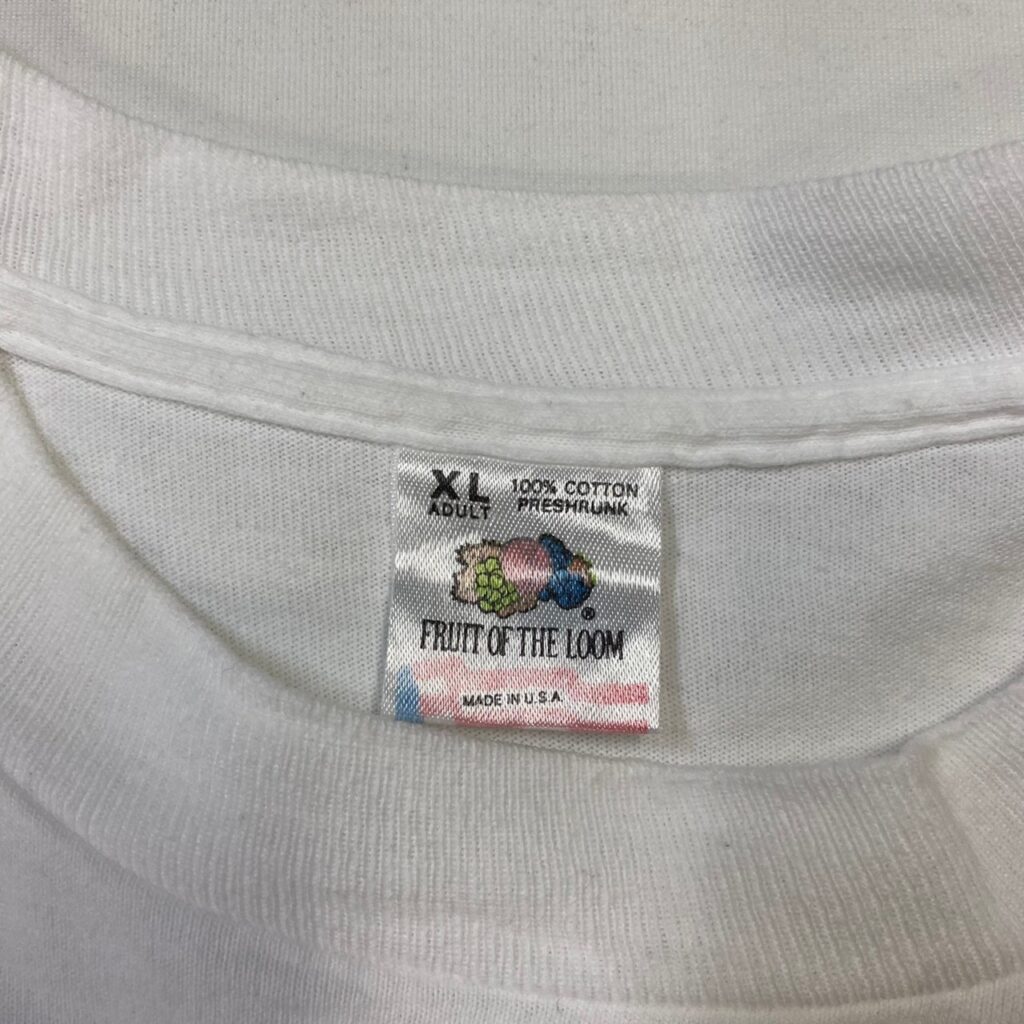 XL 100% COTTON
ADULT PRESHRUNK
®
FRUIT OF THE LOOM
MADE IN U.S.A.